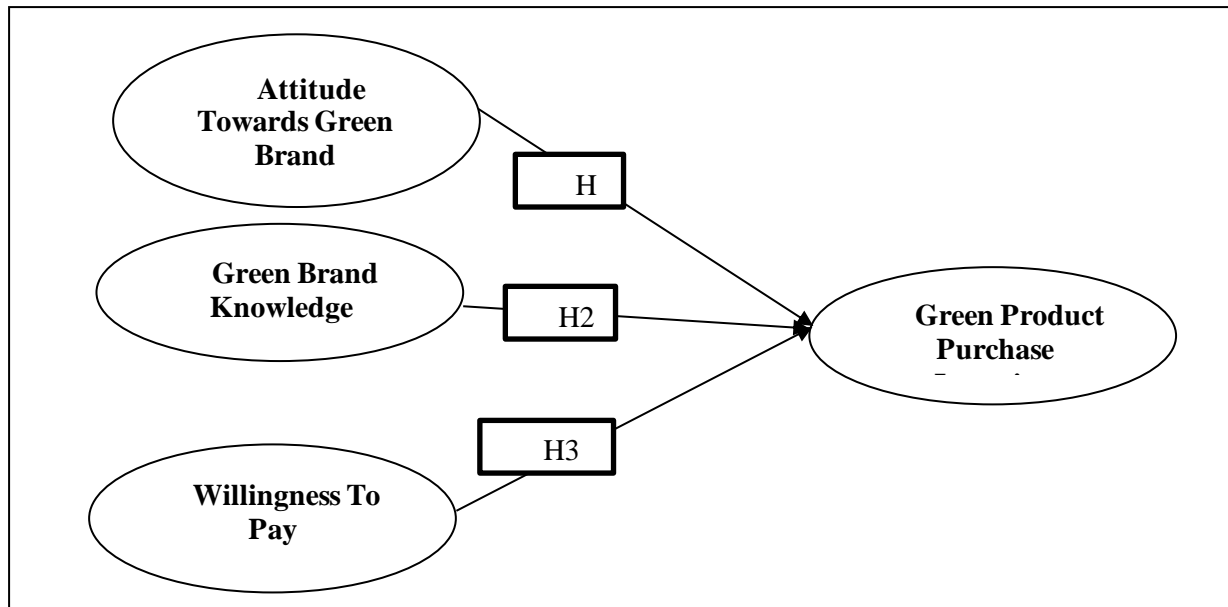 Attitude
Towards Green
Brand
H
Green Brand
Knowledge
H2
Green Product
Purchase
H3
Willingness To
Pay